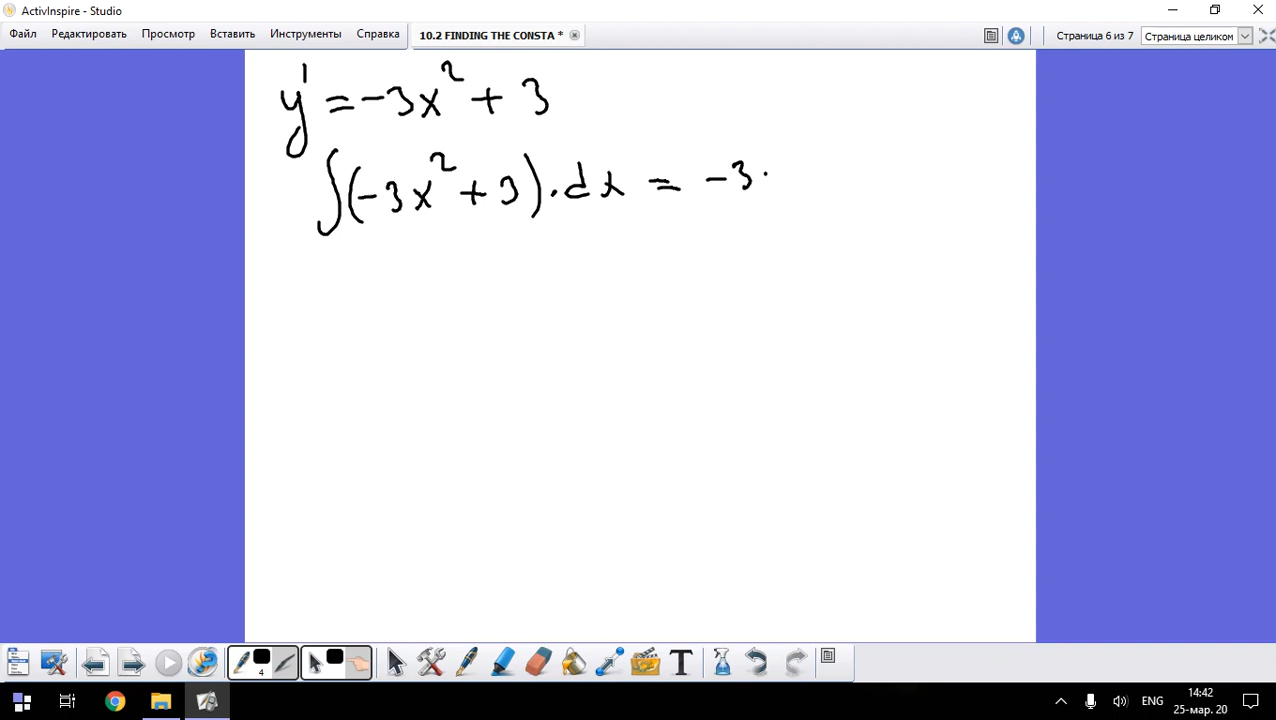 ActivInspire - Studio
Файл Редактировать Просмотр Вставить Инструменты Справка 10.2 FINDING THE CONSTA * Страница 6 из 7 Страница целиком
y' = -3x² + 3
∫(-3x² + 3)·dx = -3·
4
T
ENG 14:42
25-мар. 20